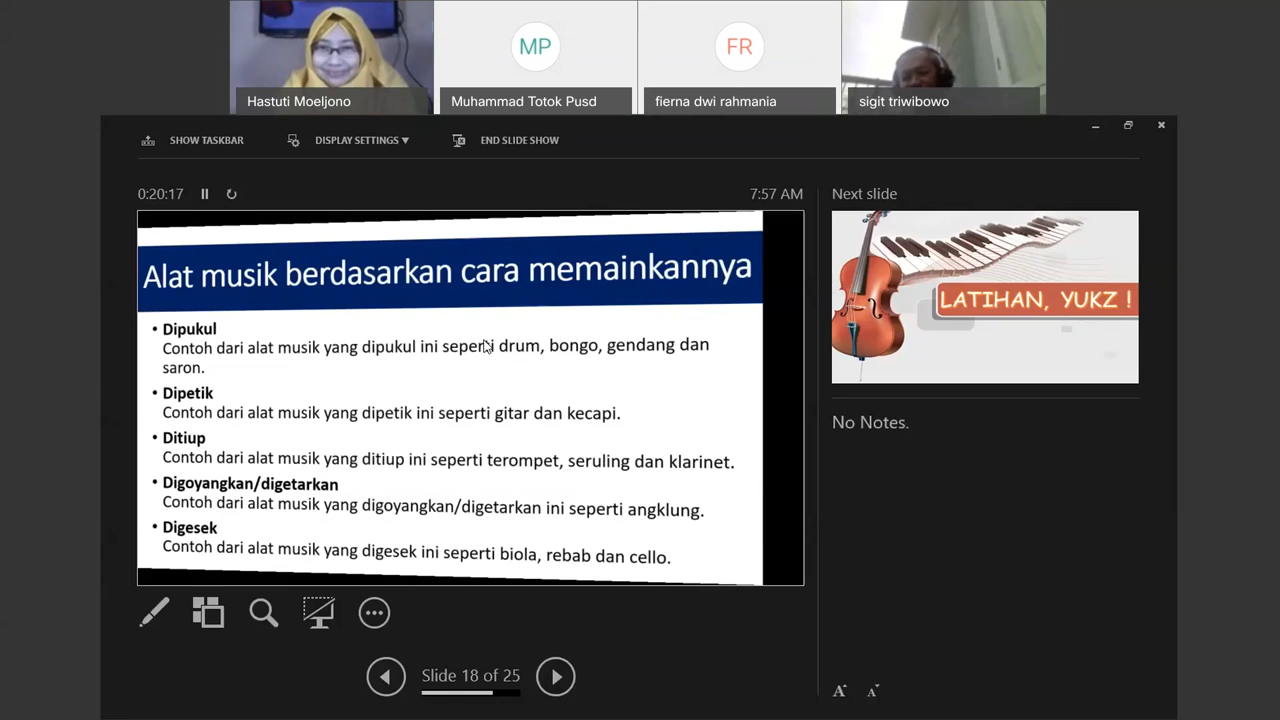 MP
FR
Hastuti Moeljono
Muhammad Totok Pusd
fierna dwi rahmania
sigit triwibowo
SHOW TASKBAR
DISPLAY SETTINGS ▾
END SLIDE SHOW
0:20:17
7:57 AM
Next slide
Alat musik berdasarkan cara memainkannya
• Dipukul
Contoh dari alat musik yang dipukul ini seperti drum, bongo, gendang dan
saron.
• Dipetik
Contoh dari alat musik yang dipetik ini seperti gitar dan kecapi.
• Ditiup
Contoh dari alat musik yang ditiup ini seperti terompet, seruling dan klarinet.
• Digoyangkan/digetarkan
Contoh dari alat musik yang digoyangkan/digetarkan ini seperti angklung.
• Digesek
Contoh dari alat musik yang digesek ini seperti biola, rebab dan cello.
LATIHAN, YUKZ !
No Notes.
Slide 18 of 25
A A